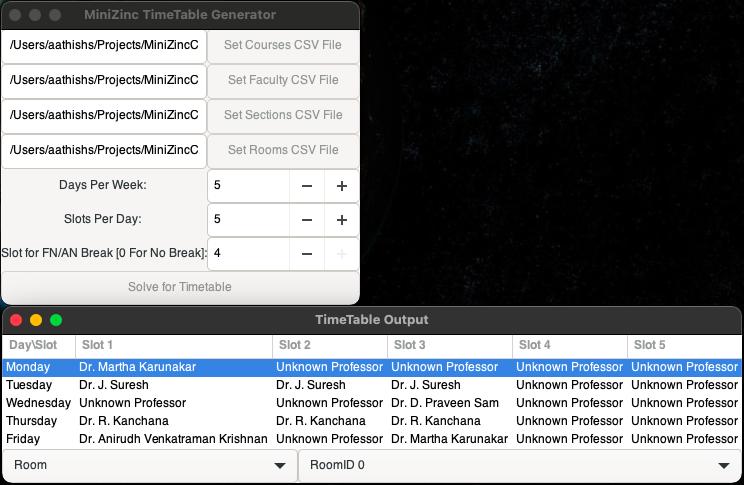 MiniZinc TimeTable Generator
/Users/aathishs/Projects/MiniZincC Set Courses CSV File
/Users/aathishs/Projects/MiniZincC Set Faculty CSV File
/Users/aathishs/Projects/MiniZincC Set Sections CSV File
/Users/aathishs/Projects/MiniZincC Set Rooms CSV File
Days Per Week: 5 − +
Slots Per Day: 5 − +
Slot for FN/AN Break [0 For No Break]: 4 − +
Solve for Timetable
TimeTable Output
Day\Slot Slot 1 Slot 2 Slot 3 Slot 4 Slot 5
Monday Dr. Martha Karunakar Unknown Professor Unknown Professor Unknown Professor Unknown Professor
Tuesday Dr. J. Suresh Dr. J. Suresh Dr. J. Suresh Unknown Professor Unknown Professor
Wednesday Unknown Professor Unknown Professor Dr. D. Praveen Sam Unknown Professor Unknown Professor
Thursday Dr. R. Kanchana Dr. R. Kanchana Dr. R. Kanchana Unknown Professor Unknown Professor
Friday Dr. Anirudh Venkatraman Krishnan Unknown Professor Dr. Martha Karunakar Unknown Professor Unknown Professor
Room RoomID 0